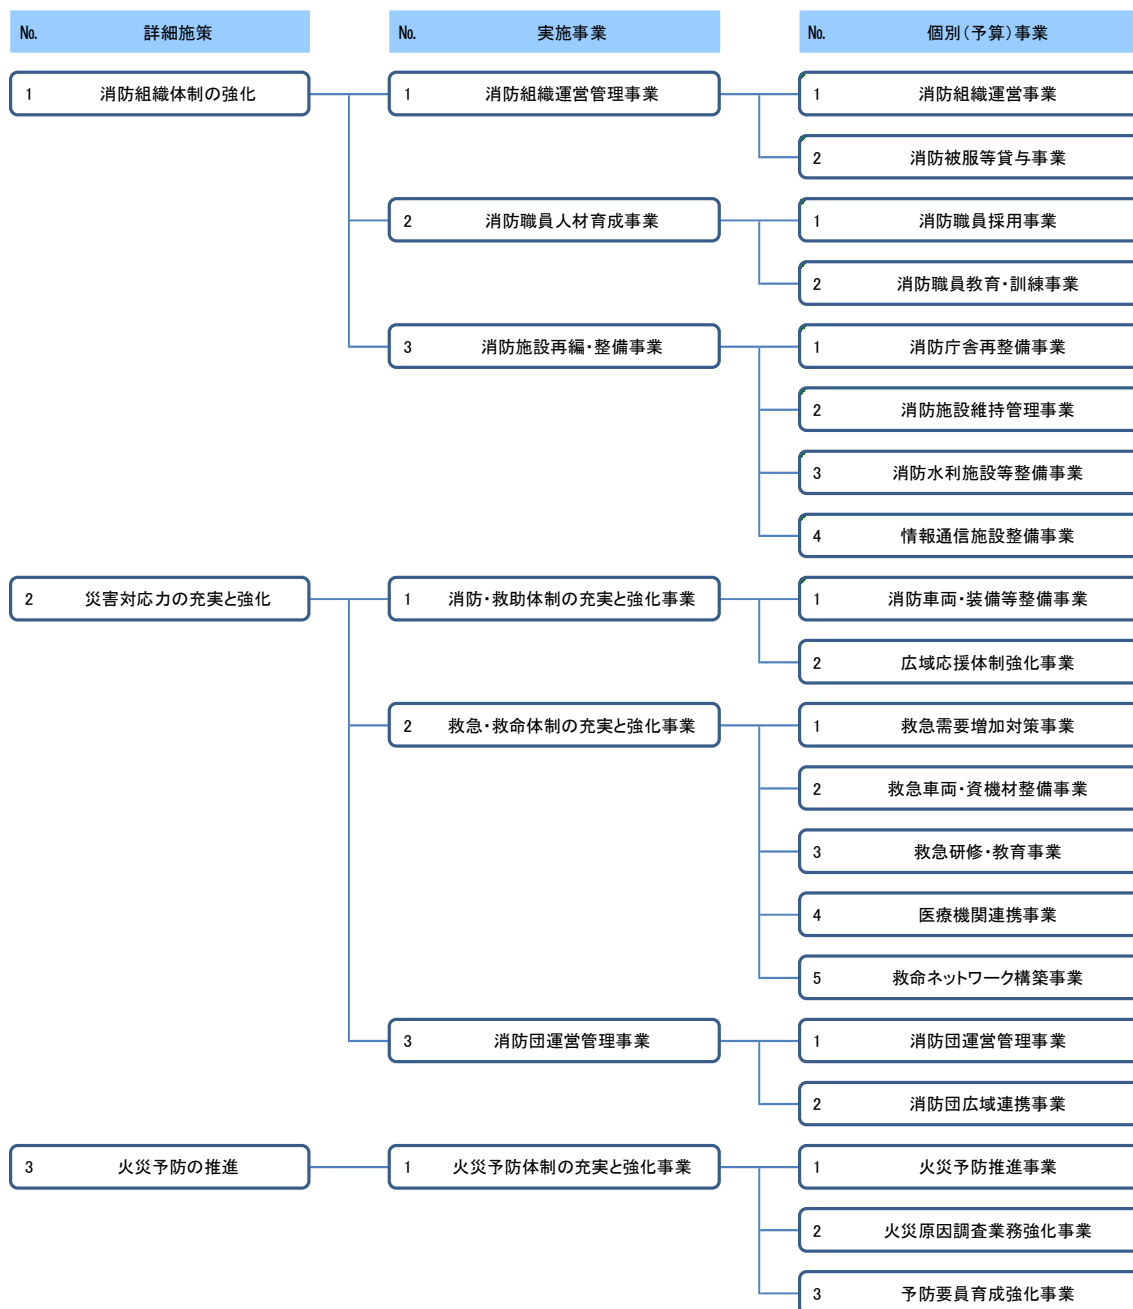 No. 詳細施策 No. 実施事業 No. 個別(予算)事業
1 消防組織体制の強化 1 消防組織運営管理事業 1 消防組織運営事業
2 消防被服等貸与事業
2 消防職員人材育成事業 1 消防職員採用事業
2 消防職員教育・訓練事業
3 消防施設再編・整備事業 1 消防庁舎再整備事業
2 消防施設維持管理事業
3 消防水利施設等整備事業
4 情報通信施設整備事業
2 災害対応力の充実と強化 1 消防・救助体制の充実と強化事業 1 消防車両・装備等整備事業
2 広域応援体制強化事業
2 救急・救命体制の充実と強化事業 1 救急需要増加対策事業
2 救急車両・資機材整備事業
3 救急研修・教育事業
4 医療機関連携事業
5 救命ネットワーク構築事業
3 消防団運営管理事業 1 消防団運営管理事業
2 消防団広域連携事業
3 火災予防の推進 1 火災予防体制の充実と強化事業 1 火災予防推進事業
2 火災原因調査業務強化事業
3 予防要員育成強化事業